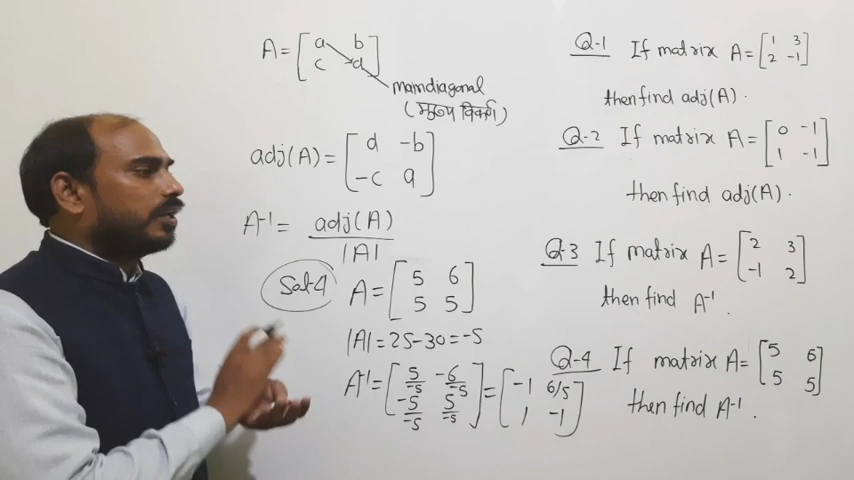 A = [a b
c d]
maindiagonal
(मुख्य विकर्ण)
adj(A) = [d -b
-c a]
A⁻¹ = adj(A)
|A|
Sol-4
A = [5 6
5 5]
|A| = 25-30 = -5
A⁻¹ = [5/-5 -6/-5
-5/-5 5/-5] = [-1 6/5
1 -1]
Q-1 If matrix A = [1 3
2 -1]
then find adj(A).
Q-2 If matrix A = [0 -1
1 -1]
then find adj(A).
Q-3 If matrix A = [2 3
-1 2]
then find A⁻¹.
Q-4 If matrix A = [5 6
5 5]
then find A⁻¹.